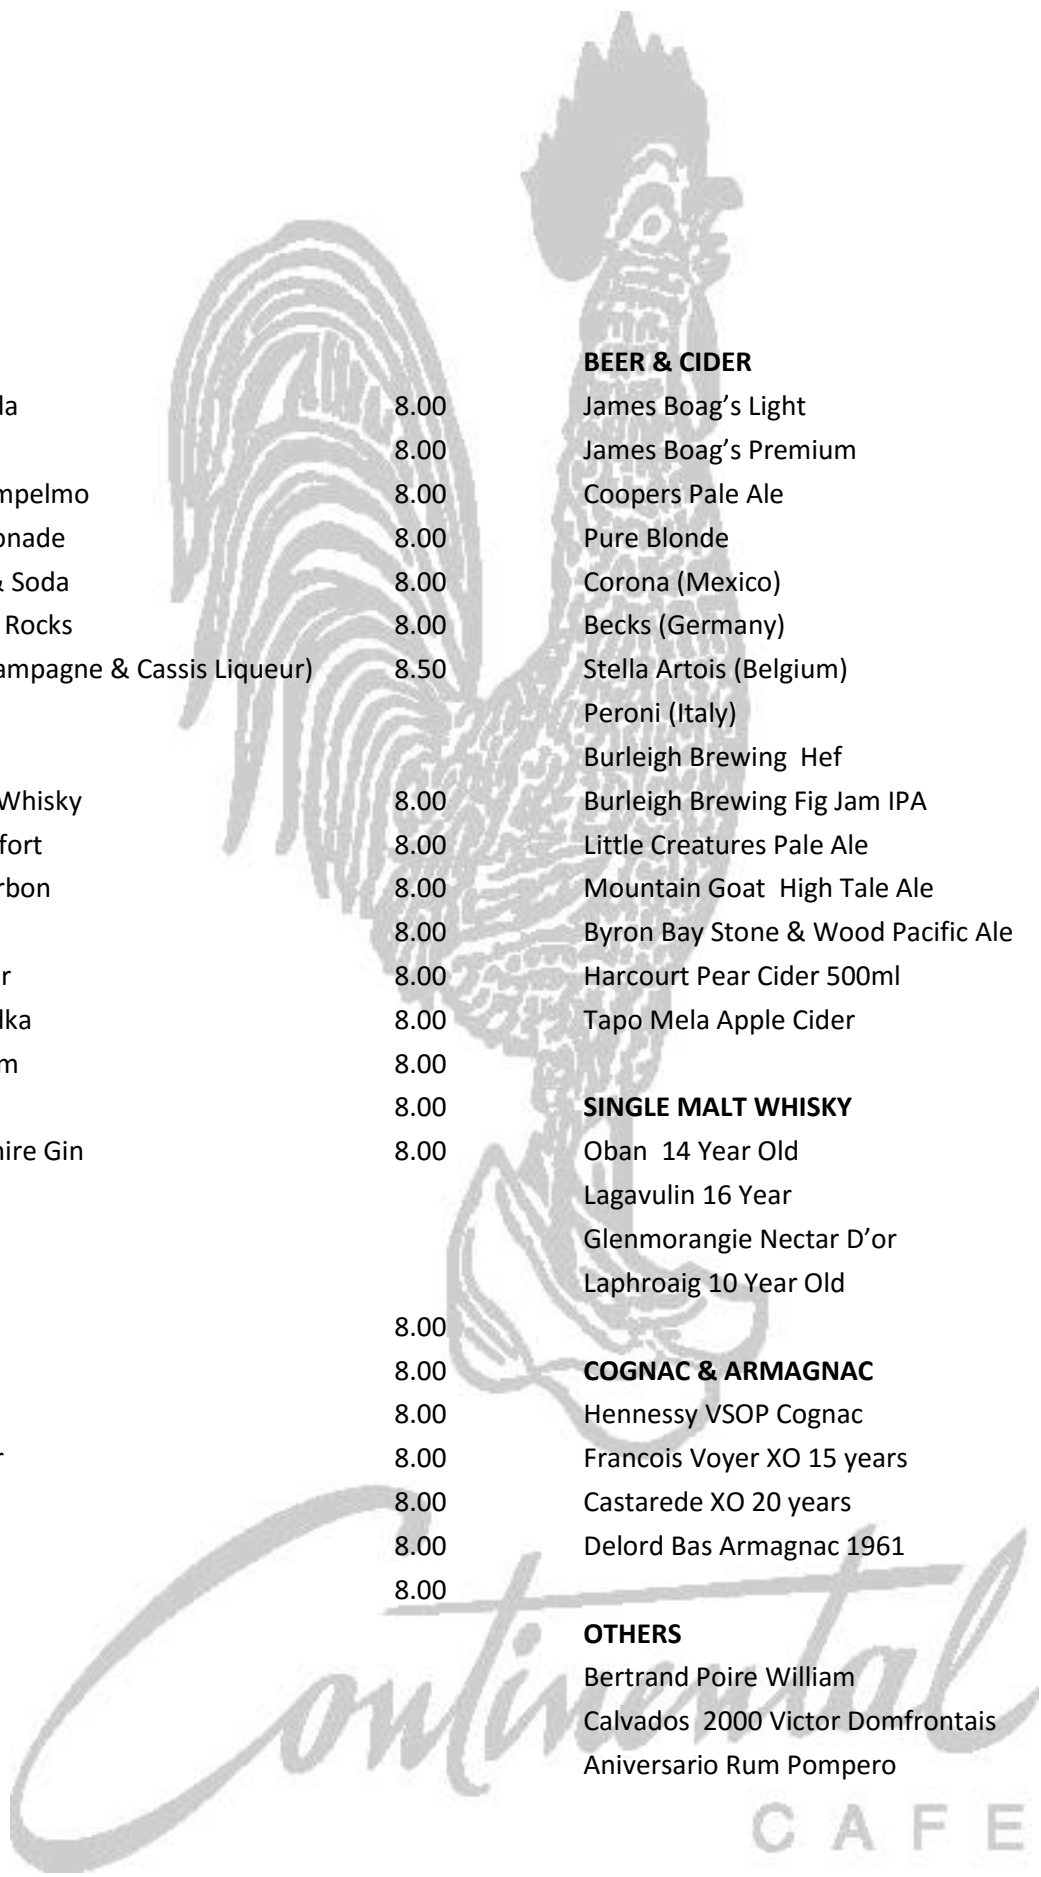 da 8.00
8.00
mpelmo 8.00
onade 8.00
& Soda 8.00
Rocks 8.00
ampagne & Cassis Liqueur) 8.50
Whisky 8.00
fort 8.00
rbon 8.00
8.00
r 8.00
dka 8.00
m 8.00
8.00
hire Gin 8.00
8.00
8.00
8.00
r 8.00
8.00
8.00
8.00
BEER & CIDER
James Boag’s Light
James Boag’s Premium
Coopers Pale Ale
Pure Blonde
Corona (Mexico)
Becks (Germany)
Stella Artois (Belgium)
Peroni (Italy)
Burleigh Brewing Hef
Burleigh Brewing Fig Jam IPA
Little Creatures Pale Ale
Mountain Goat High Tale Ale
Byron Bay Stone & Wood Pacific Ale
Harcourt Pear Cider 500ml
Tapo Mela Apple Cider
SINGLE MALT WHISKY
Oban 14 Year Old
Lagavulin 16 Year
Glenmorangie Nectar D’or
Laphroaig 10 Year Old
COGNAC & ARMAGNAC
Hennessy VSOP Cognac
Francois Voyer XO 15 years
Castarede XO 20 years
Delord Bas Armagnac 1961
OTHERS
Bertrand Poire William
Calvados 2000 Victor Domfrontais
Aniversario Rum Pompero
Continental
CAFE